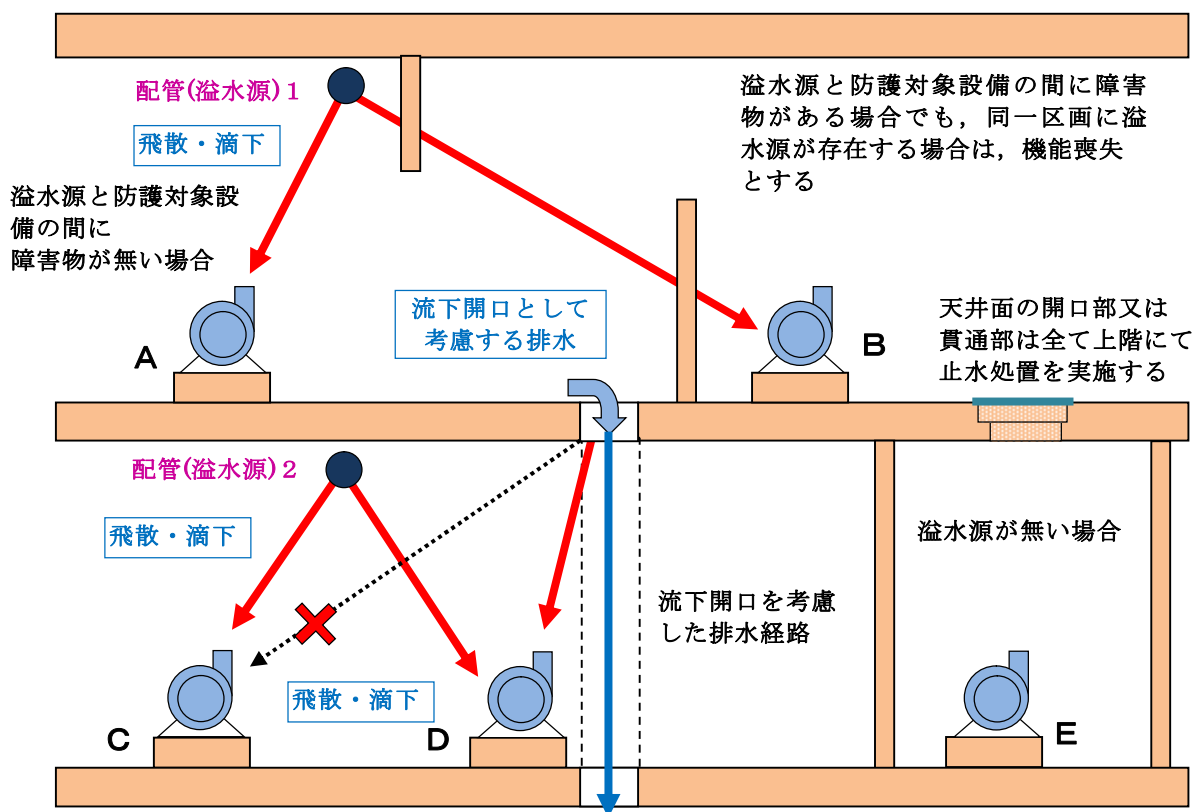 配管(溢水源)１
飛散・滴下
溢水源と防護対象設
備の間に
障害物が無い場合
溢水源と防護対象設備の間に障害
物がある場合でも，同一区画に溢
水源が存在する場合は，機能喪失
とする
流下開口として
考慮する排水
天井面の開口部又は
貫通部は全て上階にて
止水処置を実施する
A
B
配管(溢水源)２
飛散・滴下
溢水源が無い場合
流下開口を考慮
した排水経路
飛散・滴下
C
D
E